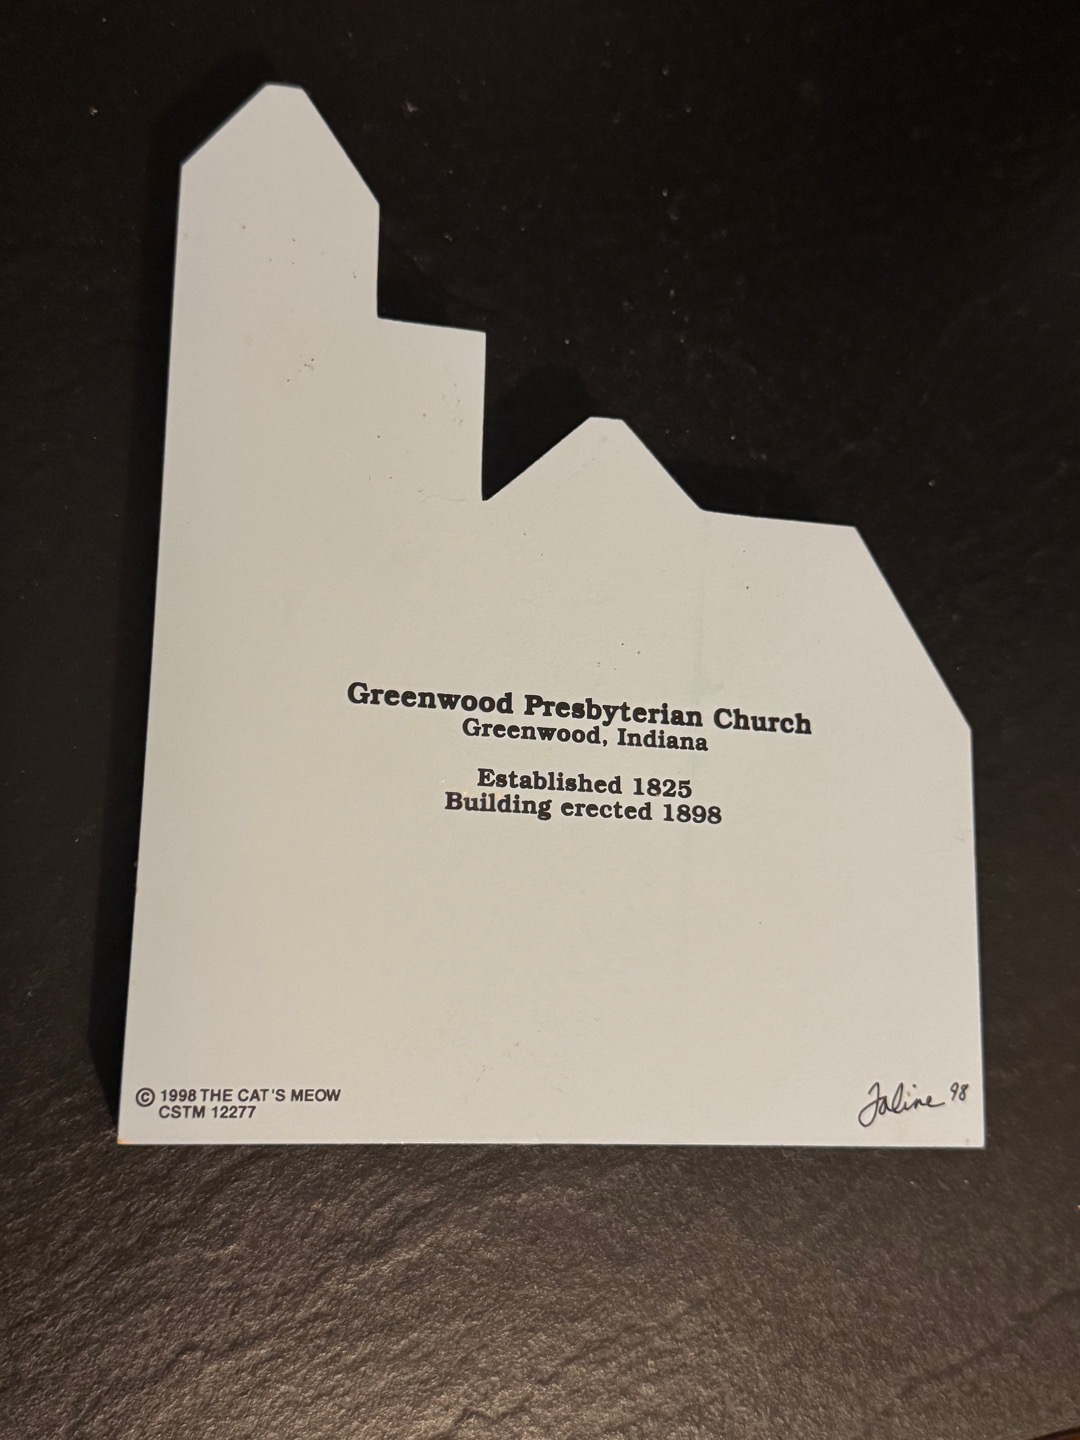 Greenwood Presbyterian Church
Greenwood, Indiana
Established 1825
Building erected 1898
© 1998 THE CAT'S MEOW
CSTM 12277
Faline 98